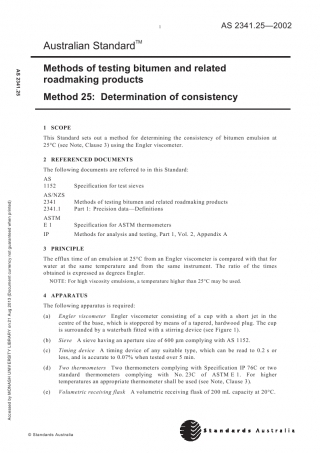 1
AS 2341.25—2002
Australian Standard™
Methods of testing bitumen and related
roadmaking products
Method 25: Determination of consistency
1 SCOPE
This Standard sets out a method for determining the consistency of bitumen emulsion at
25°C (see Note, Clause 3) using the Engler viscometer.
2 REFERENCED DOCUMENTS
The following documents are referred to in this Standard:
AS
1152 Specification for test sieves
AS/NZS
2341 Methods of testing bitumen and related roadmaking products
2341.1 Part 1: Precision data—Definitions
ASTM
E 1 Specification for ASTM thermometers
IP Methods for analysis and testing, Part 1, Vol. 2, Appendix A
3 PRINCIPLE
The efflux time of an emulsion at 25°C from an Engler viscometer is compared with that for
water at the same temperature and from the same instrument. The ratio of the times
obtained is expressed as degrees Engler.
NOTE: For high viscosity emulsions, a temperature higher than 25°C may be used.
4 APPARATUS
The following apparatus is required:
(a) Engler viscometer Engler viscometer consisting of a cup with a short jet in the
centre of the base, which is stoppered by means of a tapered, hardwood plug. The cup
is surrounded by a waterbath fitted with a stirring device (see Figure 1).
(b) Sieve A sieve having an aperture size of 600 μm complying with AS 1152.
(c) Timing device A timing device of any suitable type, which can be read to 0.2 s or
less, and is accurate to 0.07% when tested over 5 min.
(d) Two thermometers Two thermometers complying with Specification IP 76C or two
standard thermometers complying with No. 23C of ASTM E 1. For higher
temperatures an appropriate thermometer shall be used (see Note, Clause 3).
(e) Volumetric receiving flask A volumetric receiving flask of 200 mL capacity at 20°C.
© Standards Australia
Standards Australia
AS 2341.25
Accessed by MONASH UNIVERSITY LIBRARY on 21 Aug 2013 (Document currency not guaranteed when printed)